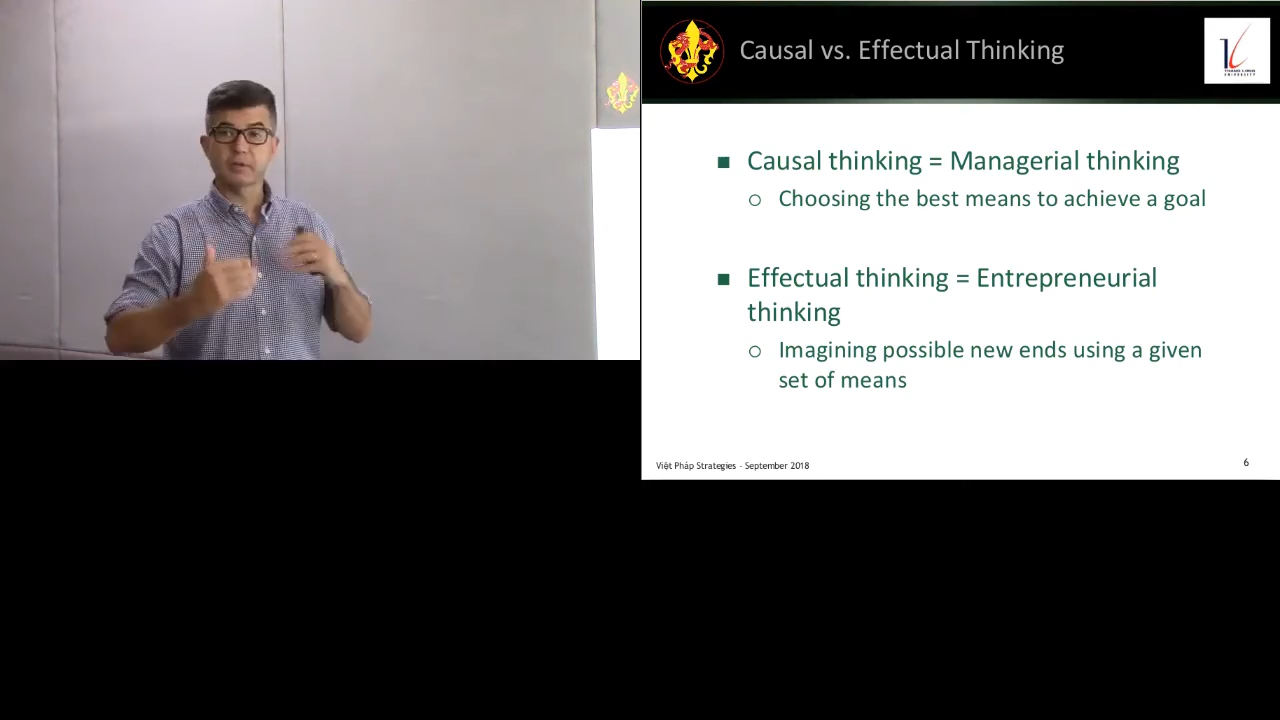 Causal vs. Effectual Thinking
■ Causal thinking = Managerial thinking
○ Choosing the best means to achieve a goal
■ Effectual thinking = Entrepreneurial
thinking
○ Imagining possible new ends using a given
set of means
Việt Pháp Strategies - September 2018
6